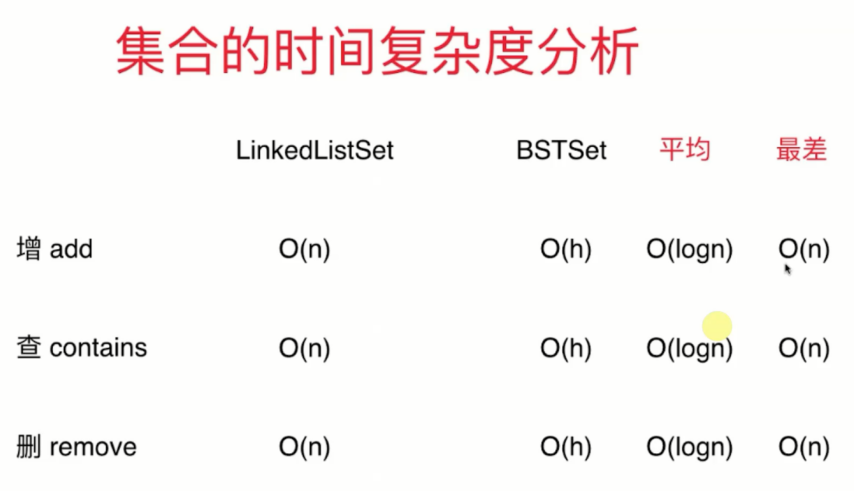 集合的时间复杂度分析
LinkedListSet BSTSet 平均 最差
增 add O(n) O(h) O(logn) O(n)
查 contains O(n) O(h) O(logn) O(n)
删 remove O(n) O(h) O(logn) O(n)